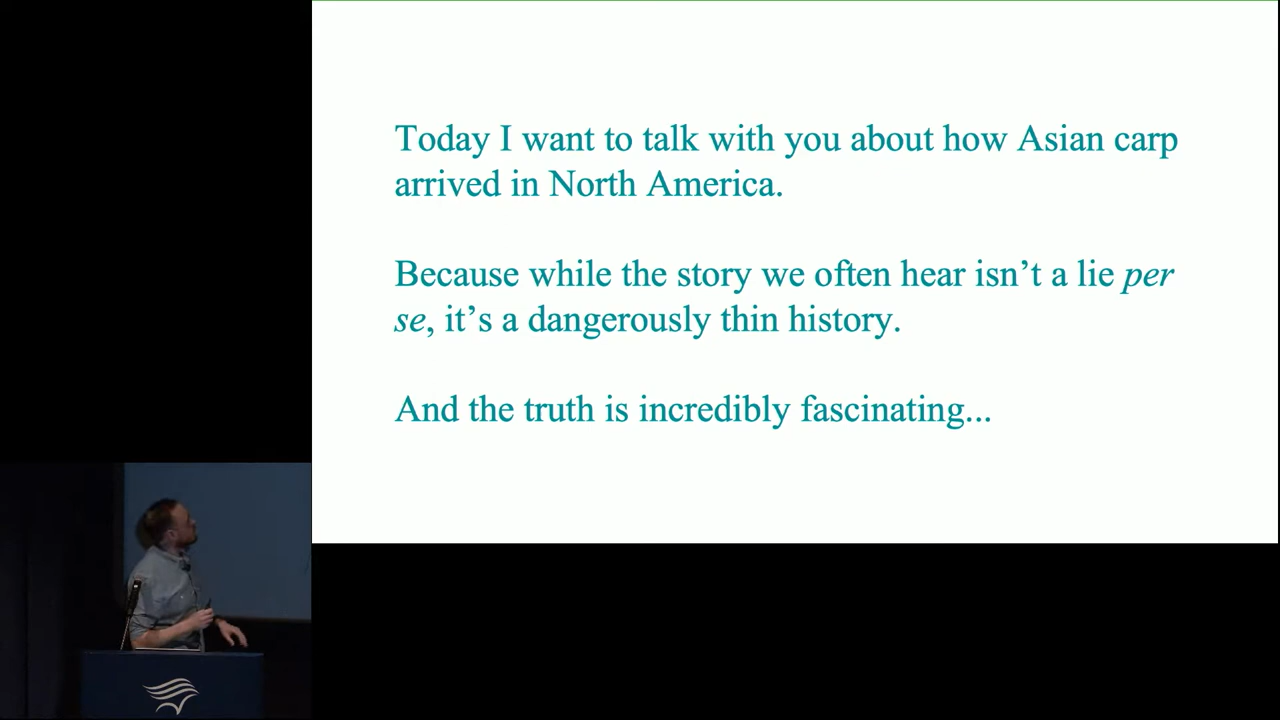 Today I want to talk with you about how Asian carp
arrived in North America.
Because while the story we often hear isn’t a lie per
se, it’s a dangerously thin history.
And the truth is incredibly fascinating...